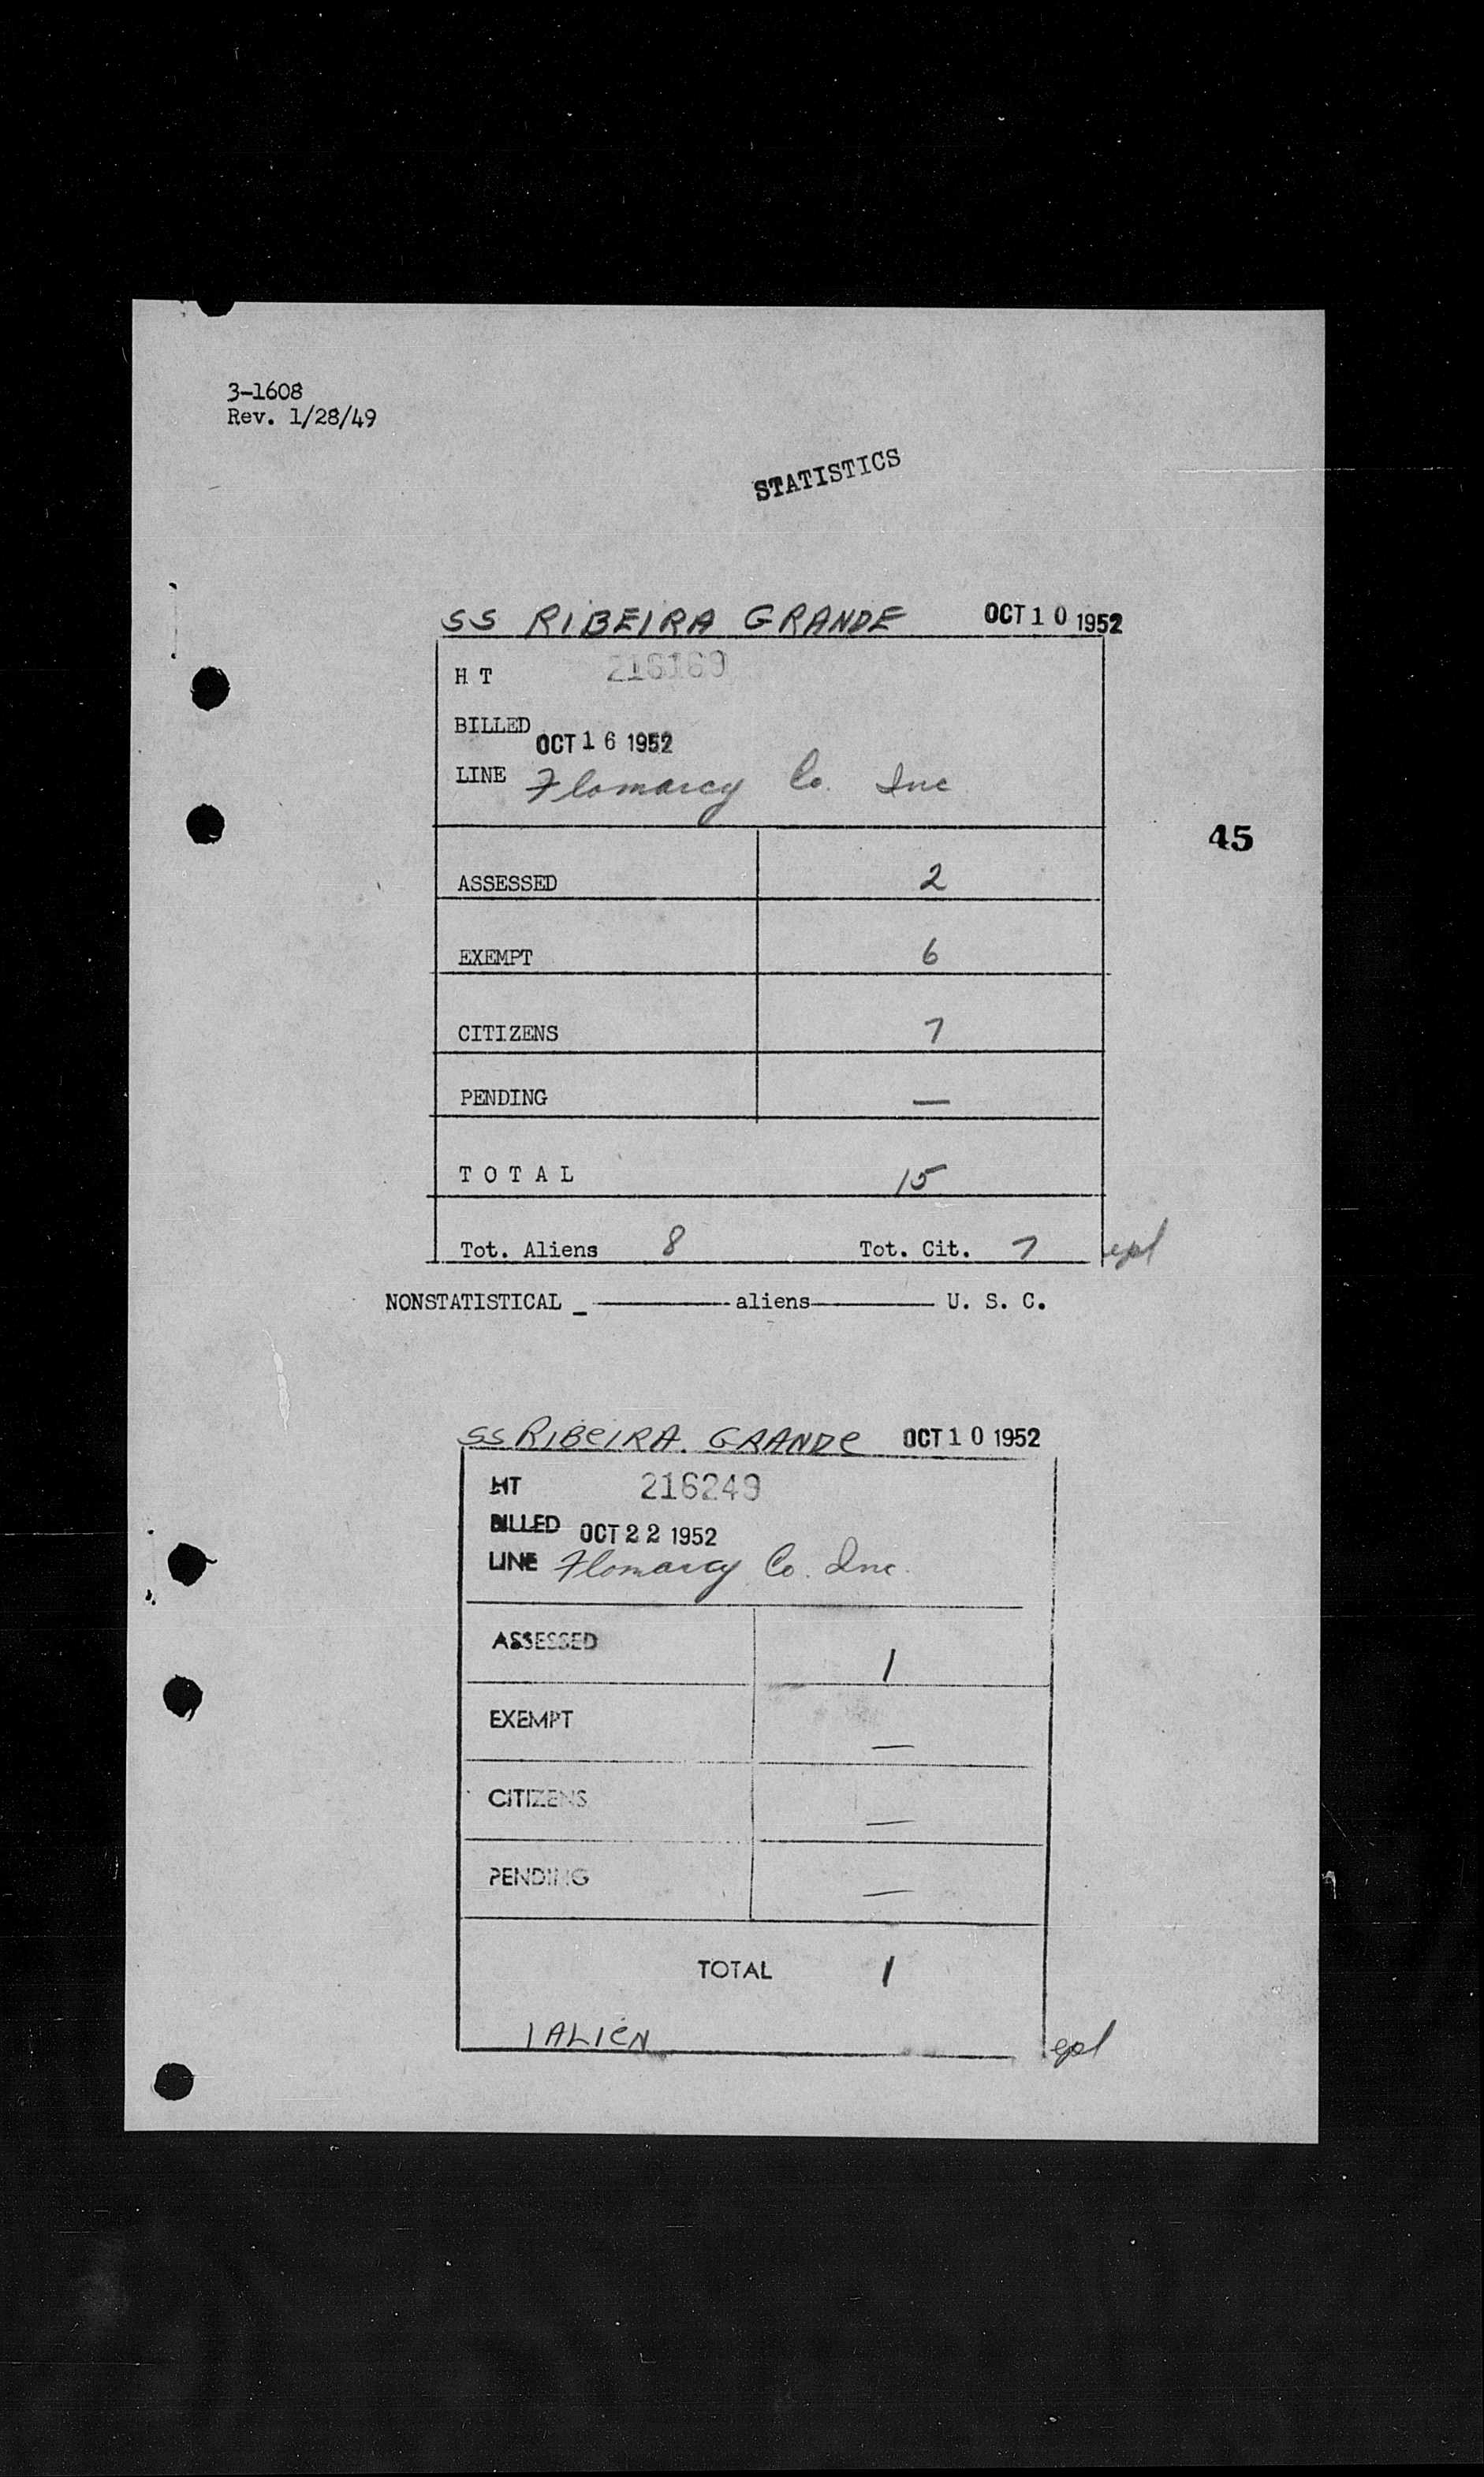 3-1608
Rev. 1/28/49
STATISTICS
SS RIBEIRA GRANDE OCT 10 1952
H T 216160
BILLED OCT 16 1952
LINE Flomarcy Co. Inc
45
ASSESSED 2
EXEMPT 6
CITIZENS 7
PENDING —
T O T A L 15
Tot. Aliens 8 Tot. Cit. 7 epl
NONSTATISTICAL _ ———— aliens ———— U. S. C.
SS RIBEIRA. GRANDE OCT 10 1952
HT 216249
BILLED OCT 22 1952
LINE Flomarcy Co. Inc.
ASSESSED 1
EXEMPT —
CITIZENS —
PENDING —
TOTAL 1
1 ALIEN epl